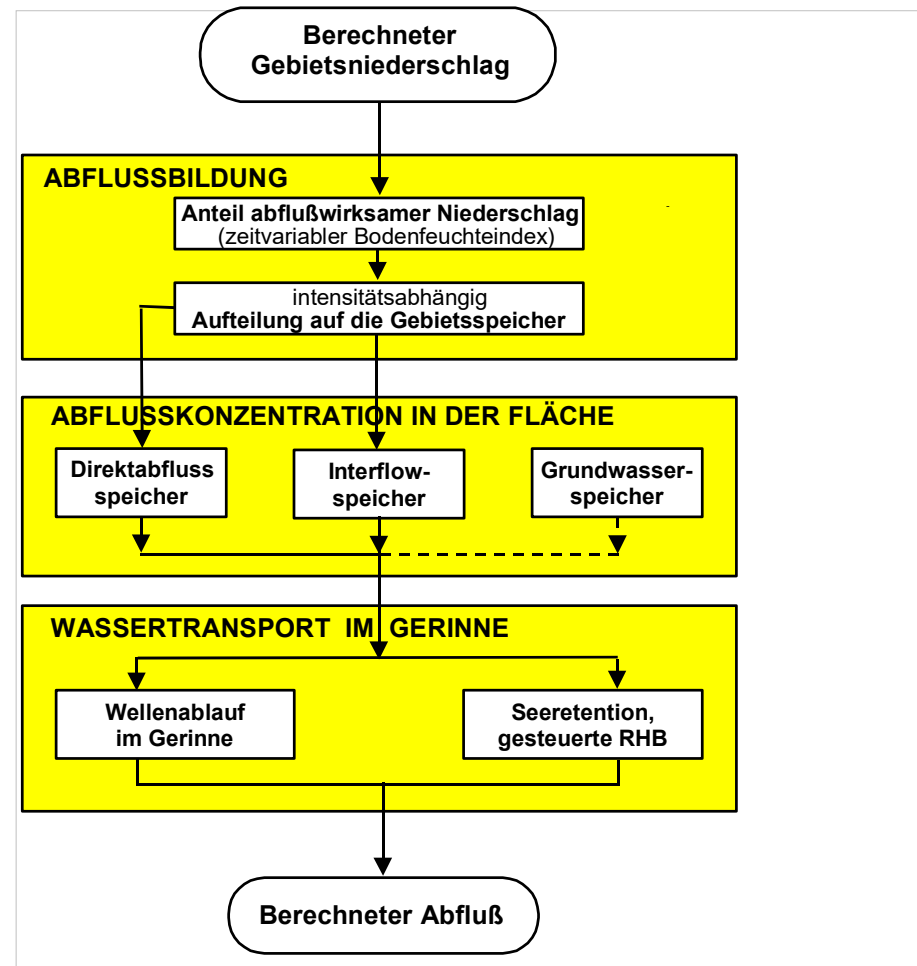 Berechneter
Gebietsniederschlag
ABFLUSSBILDUNG
Anteil abflußwirksamer Niederschlag
(zeitvariabler Bodenfeuchteindex)
intensitätsabhängig
Aufteilung auf die Gebietsspeicher
ABFLUSSKONZENTRATION IN DER FLÄCHE
Direktabfluss
speicher
Interflow-
speicher
Grundwasser-
speicher
WASSERTRANSPORT IM GERINNE
Wellenablauf
im Gerinne
Seeretention,
gesteuerte RHB
Berechneter Abfluß